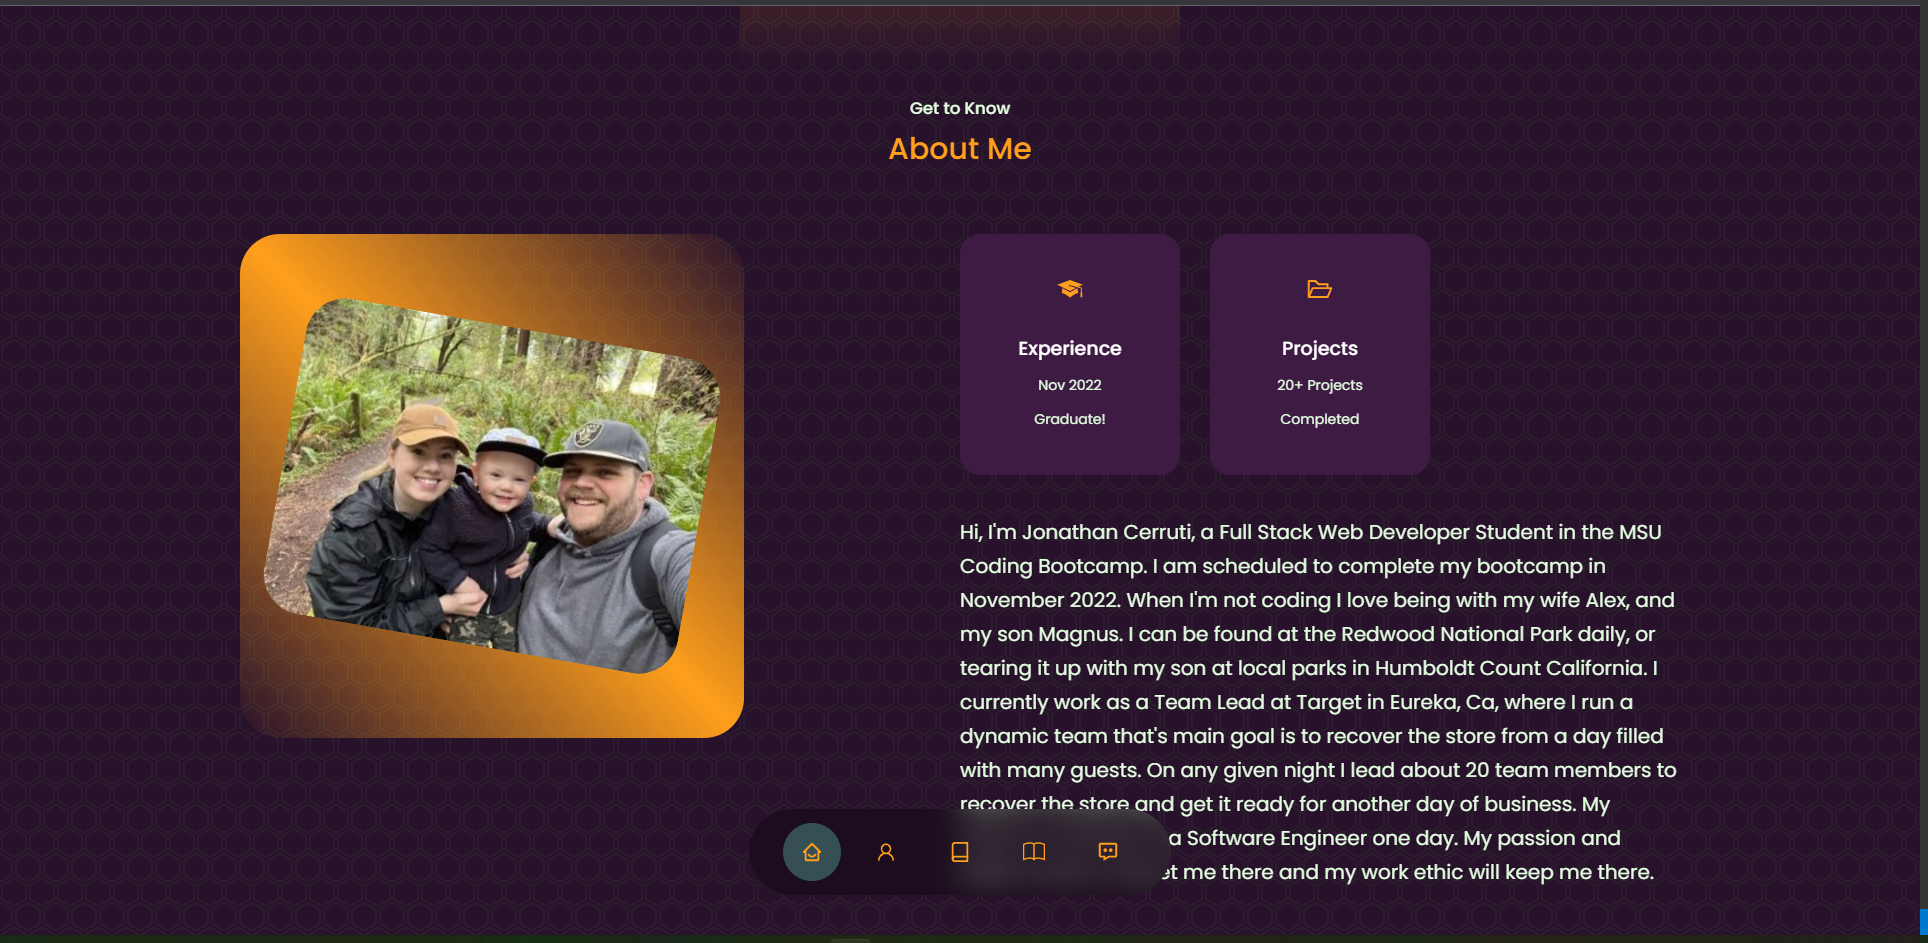 Get to Know
About Me
Experience
Nov 2022
Graduate!
Projects
20+ Projects
Completed
Hi, I'm Jonathan Cerruti, a Full Stack Web Developer Student in the MSU
Coding Bootcamp. I am scheduled to complete my bootcamp in
November 2022. When I'm not coding I love being with my wife Alex, and
my son Magnus. I can be found at the Redwood National Park daily, or
tearing it up with my son at local parks in Humboldt Count California. I
currently work as a Team Lead at Target in Eureka, Ca, where I run a
dynamic team that's main goal is to recover the store from a day filled
with many guests. On any given night I lead about 20 team members to
recover the store and get it ready for another day of business. My
a Software Engineer one day. My passion and
me there and my work ethic will keep me there.